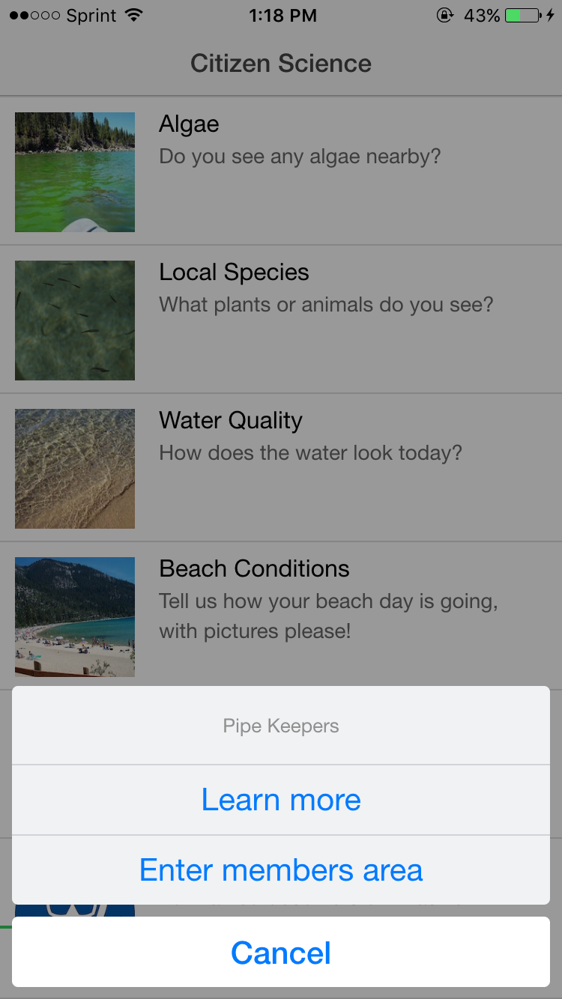 Sprint 1:18 PM 43%
Citizen Science
Algae
Do you see any algae nearby?
Local Species
What plants or animals do you see?
Water Quality
How does the water look today?
Beach Conditions
Tell us how your beach day is going,
with pictures please!
Pipe Keepers
Learn more
Enter members area
Cancel